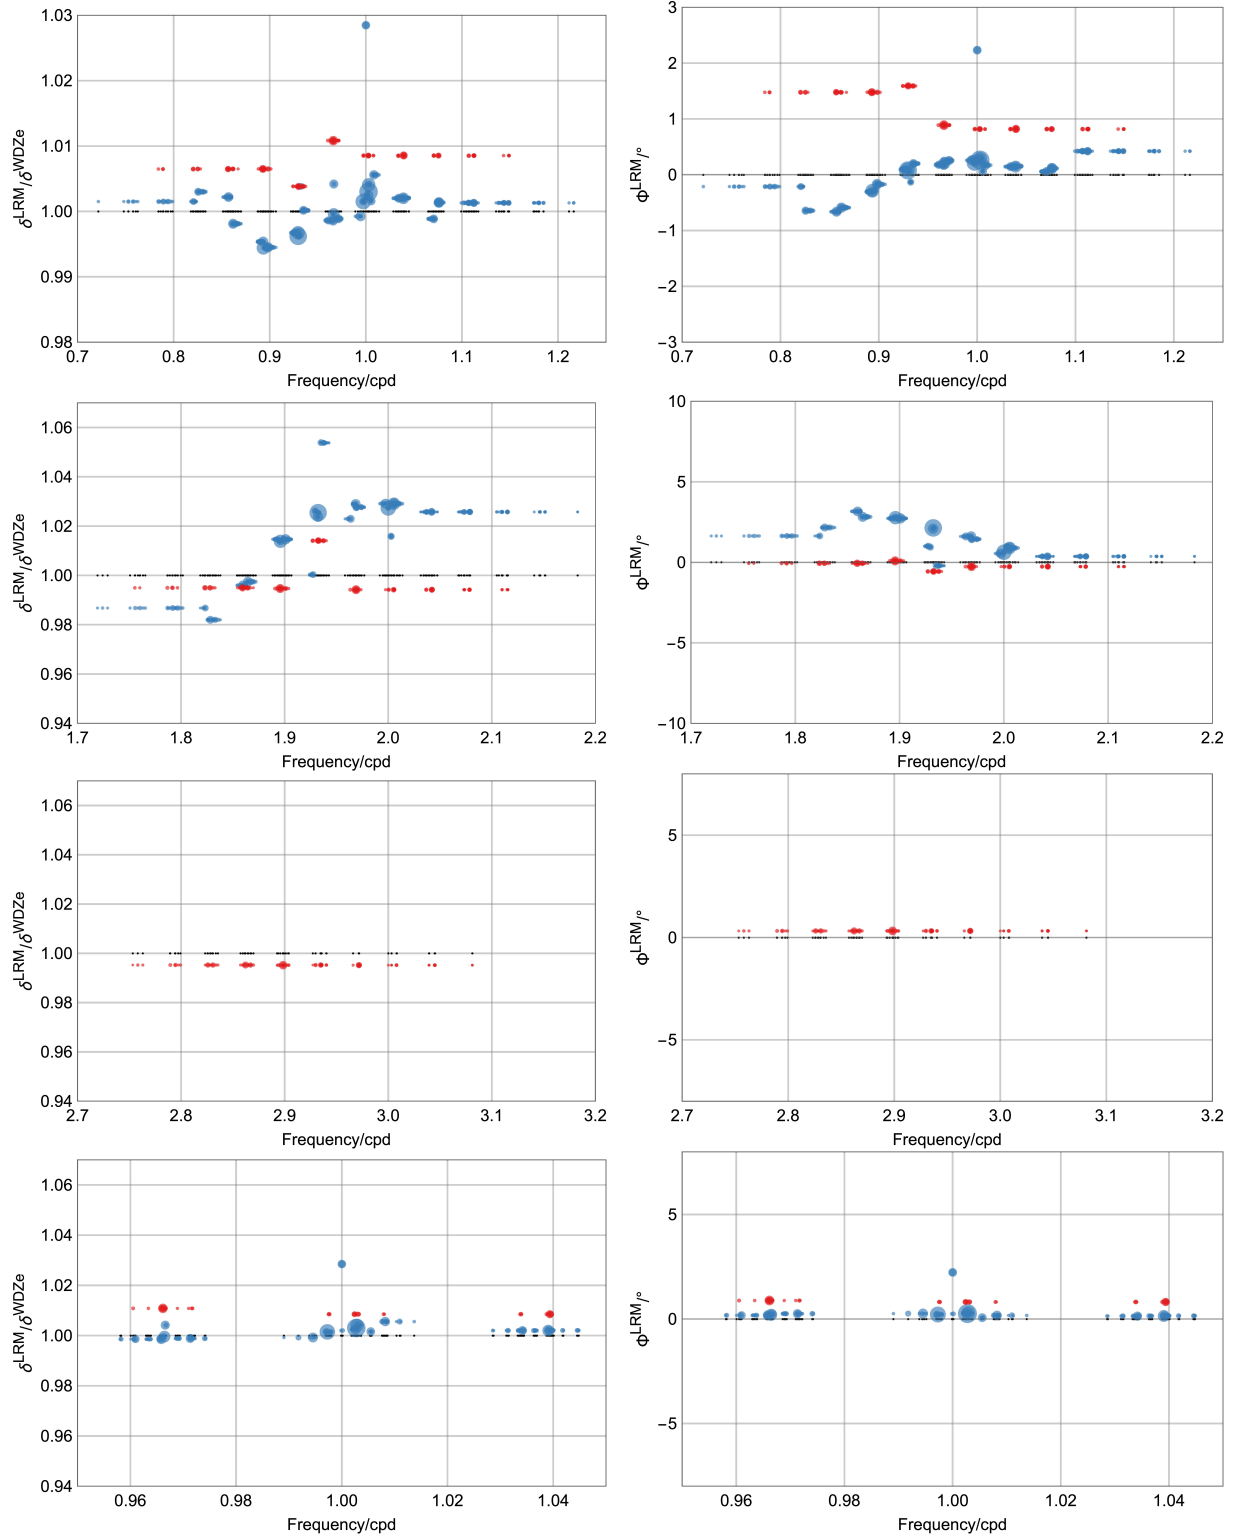 1.03
1.02
1.01
1.00
0.99
0.98
0.7 0.8 0.9 1.0 1.1 1.2
Frequency/cpd
δLRM/δWDZe
3
2
1
0
−1
−2
−3
0.7 0.8 0.9 1.0 1.1 1.2
Frequency/cpd
ΦLRM/°
1.06
1.04
1.02
1.00
0.98
0.96
0.94
1.7 1.8 1.9 2.0 2.1 2.2
Frequency/cpd
δLRM/δWDZe
10
5
0
−5
−10
1.7 1.8 1.9 2.0 2.1 2.2
Frequency/cpd
ΦLRM/°
1.06
1.04
1.02
1.00
0.98
0.96
0.94
2.7 2.8 2.9 3.0 3.1 3.2
Frequency/cpd
δLRM/δWDZe
5
0
−5
2.7 2.8 2.9 3.0 3.1 3.2
Frequency/cpd
ΦLRM/°
1.06
1.04
1.02
1.00
0.98
0.96
0.94
0.96 0.98 1.00 1.02 1.04
Frequency/cpd
δLRM/δWDZe
5
0
−5
0.96 0.98 1.00 1.02 1.04
Frequency/cpd
ΦLRM/°